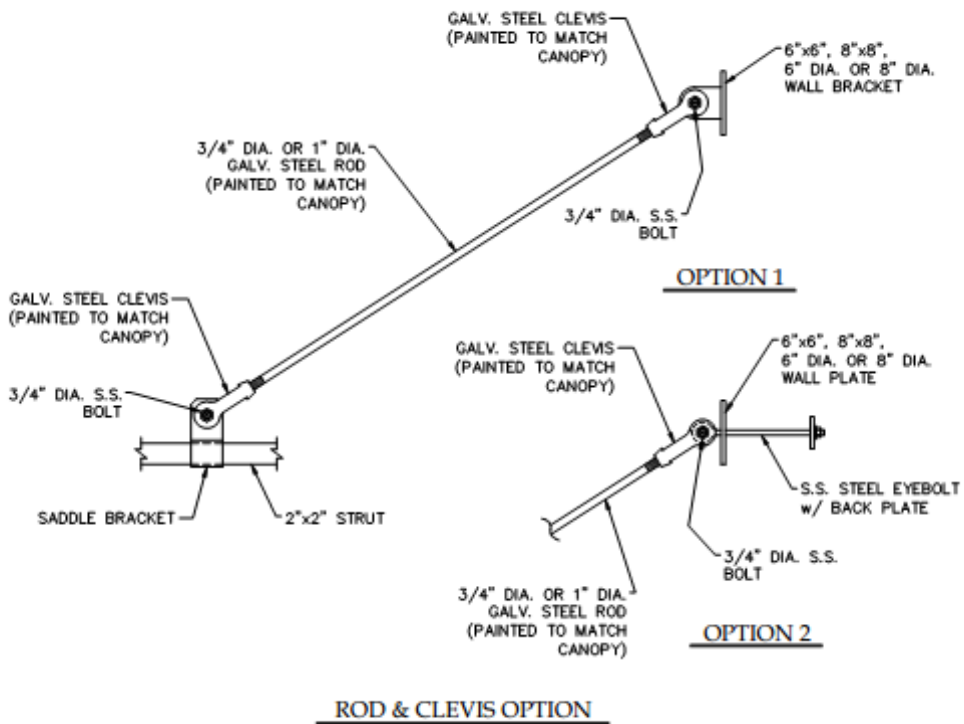 GALV. STEEL CLEVIS
(PAINTED TO MATCH
CANOPY)
6"x6", 8"x8",
6" DIA. OR 8" DIA.
WALL BRACKET
3/4" DIA. OR 1" DIA.
GALV. STEEL ROD
(PAINTED TO MATCH
CANOPY)
3/4" DIA. S.S.
BOLT
OPTION 1
GALV. STEEL CLEVIS
(PAINTED TO MATCH
CANOPY)
3/4" DIA. S.S.
BOLT
SADDLE BRACKET
2"x2" STRUT
GALV. STEEL CLEVIS
(PAINTED TO MATCH
CANOPY)
6"x6", 8"x8",
6" DIA. OR 8" DIA.
WALL PLATE
S.S. STEEL EYEBOLT
w/ BACK PLATE
3/4" DIA. S.S.
BOLT
3/4" DIA. OR 1" DIA.
GALV. STEEL ROD
(PAINTED TO MATCH
CANOPY)
OPTION 2
ROD & CLEVIS OPTION